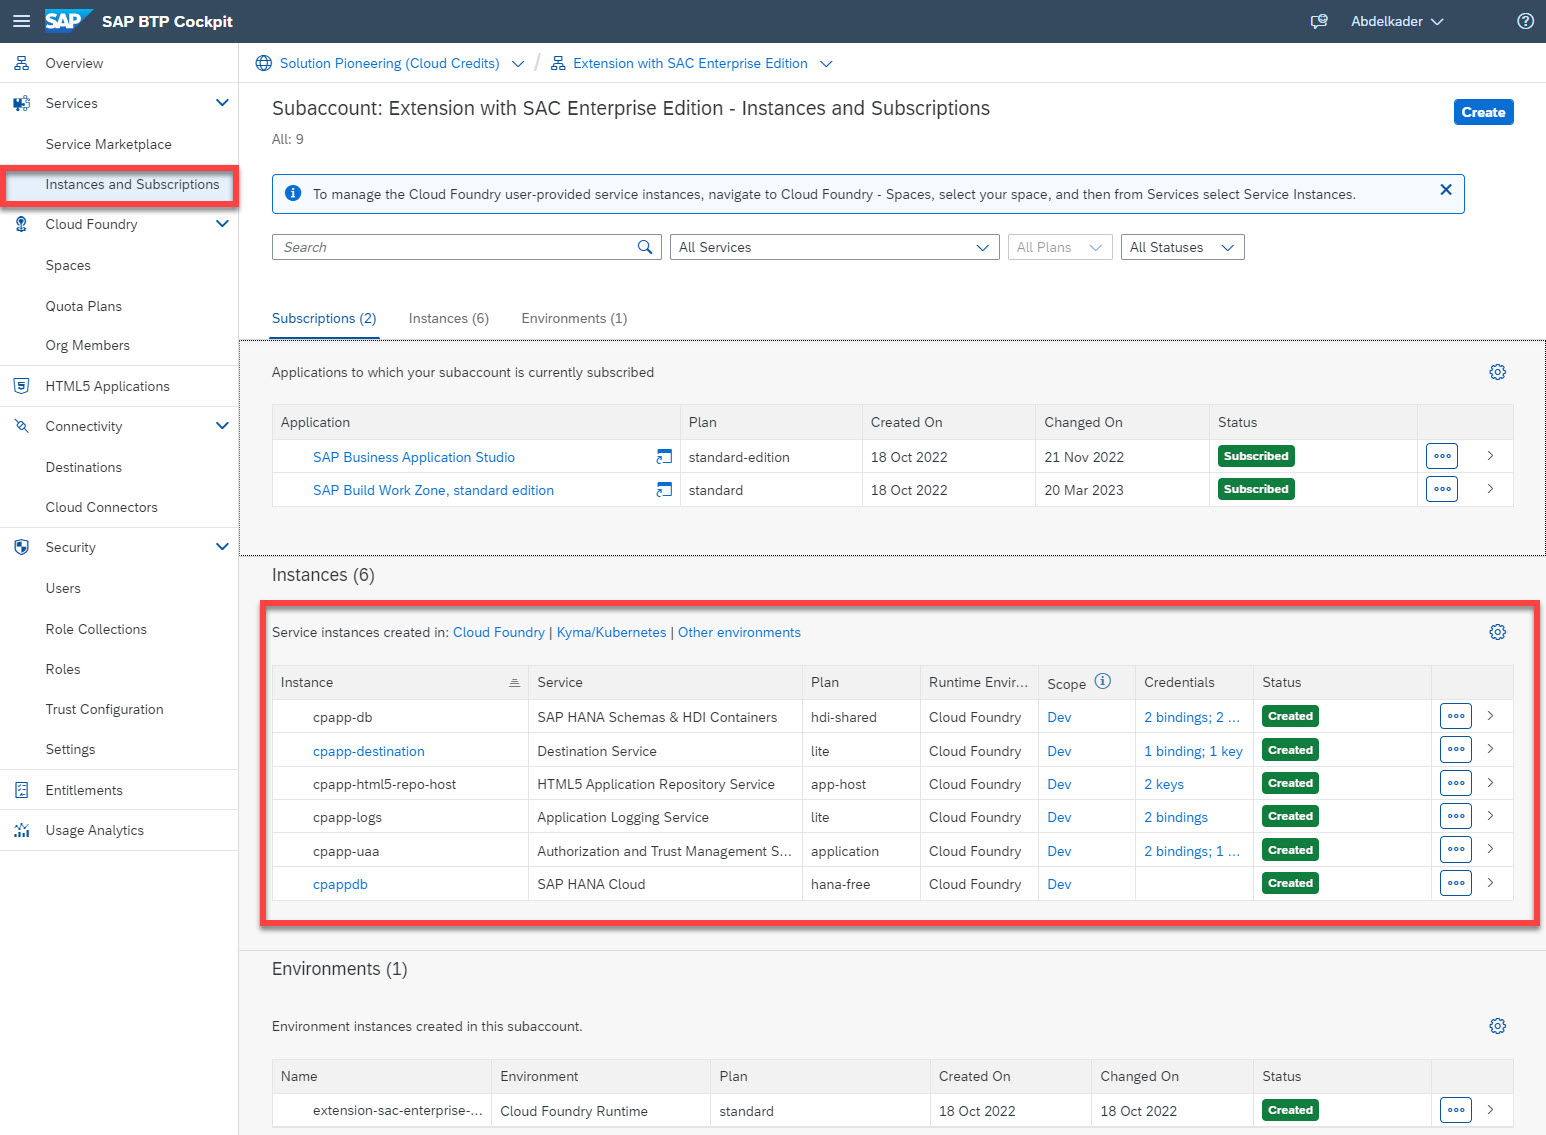 SAP SAP BTP Cockpit Abdelkader
Overview
Services
Service Marketplace
Instances and Subscriptions
Cloud Foundry
Spaces
Quota Plans
Org Members
HTML5 Applications
Connectivity
Destinations
Cloud Connectors
Security
Users
Role Collections
Roles
Trust Configuration
Settings
Entitlements
Usage Analytics
Solution Pioneering (Cloud Credits) / Extension with SAC Enterprise Edition
Subaccount: Extension with SAC Enterprise Edition - Instances and Subscriptions
Create
All: 9
To manage the Cloud Foundry user-provided service instances, navigate to Cloud Foundry - Spaces, select your space, and then from Services select Service Instances.
Search All Services All Plans All Statuses
Subscriptions (2) Instances (6) Environments (1)
Applications to which your subaccount is currently subscribed
Application Plan Created On Changed On Status
SAP Business Application Studio standard-edition 18 Oct 2022 21 Nov 2022 Subscribed
SAP Build Work Zone, standard edition standard 18 Oct 2022 20 Mar 2023 Subscribed
Instances (6)
Service instances created in: Cloud Foundry | Kyma/Kubernetes | Other environments
Instance Service Plan Runtime Envir... Scope Credentials Status
cpapp-db SAP HANA Schemas & HDI Containers hdi-shared Cloud Foundry Dev 2 bindings; 2 ... Created
cpapp-destination Destination Service lite Cloud Foundry Dev 1 binding; 1 key Created
cpapp-html5-repo-host HTML5 Application Repository Service app-host Cloud Foundry Dev 2 keys Created
cpapp-logs Application Logging Service lite Cloud Foundry Dev 2 bindings Created
cpapp-uaa Authorization and Trust Management S... application Cloud Foundry Dev 2 bindings; 1 ... Created
cpappdb SAP HANA Cloud hana-free Cloud Foundry Dev Created
Environments (1)
Environment instances created in this subaccount.
Name Environment Plan Created On Changed On Status
extension-sac-enterprise-... Cloud Foundry Runtime standard 18 Oct 2022 18 Oct 2022 Created